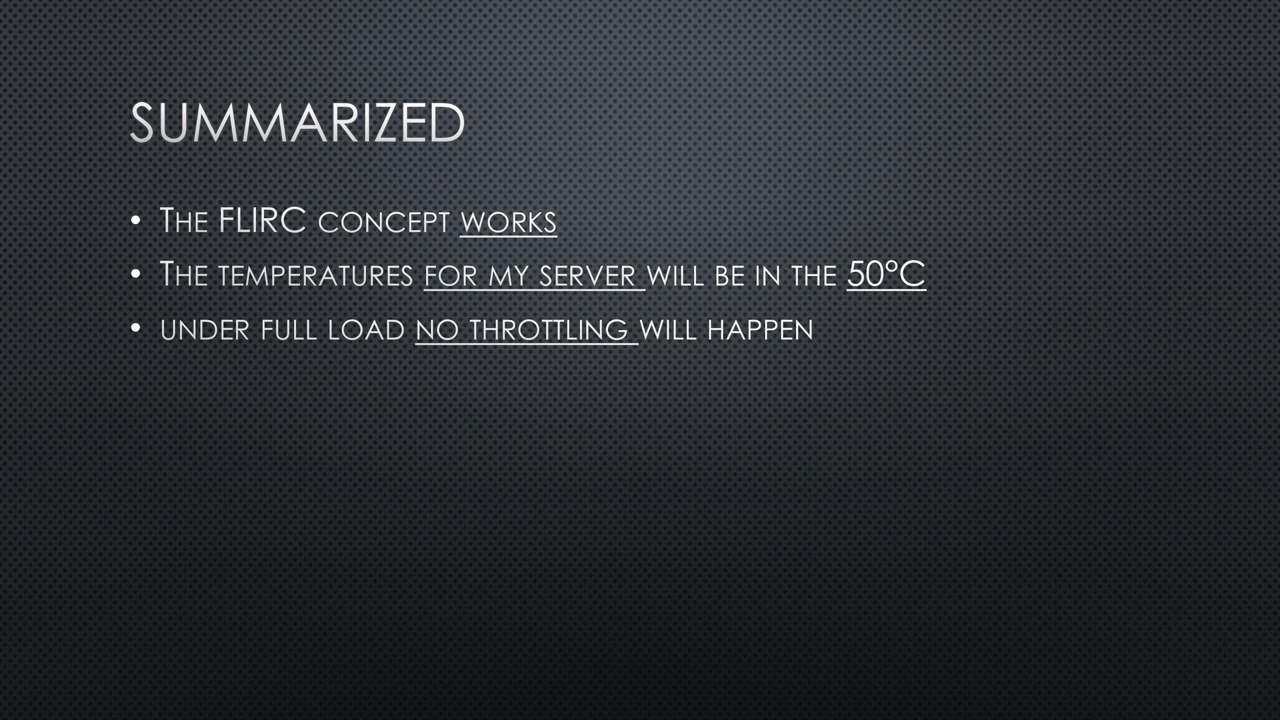 SUMMARIZED
• The FLIRC concept works
• The temperatures for my server will be in the 50°C
• under full load no throttling will happen